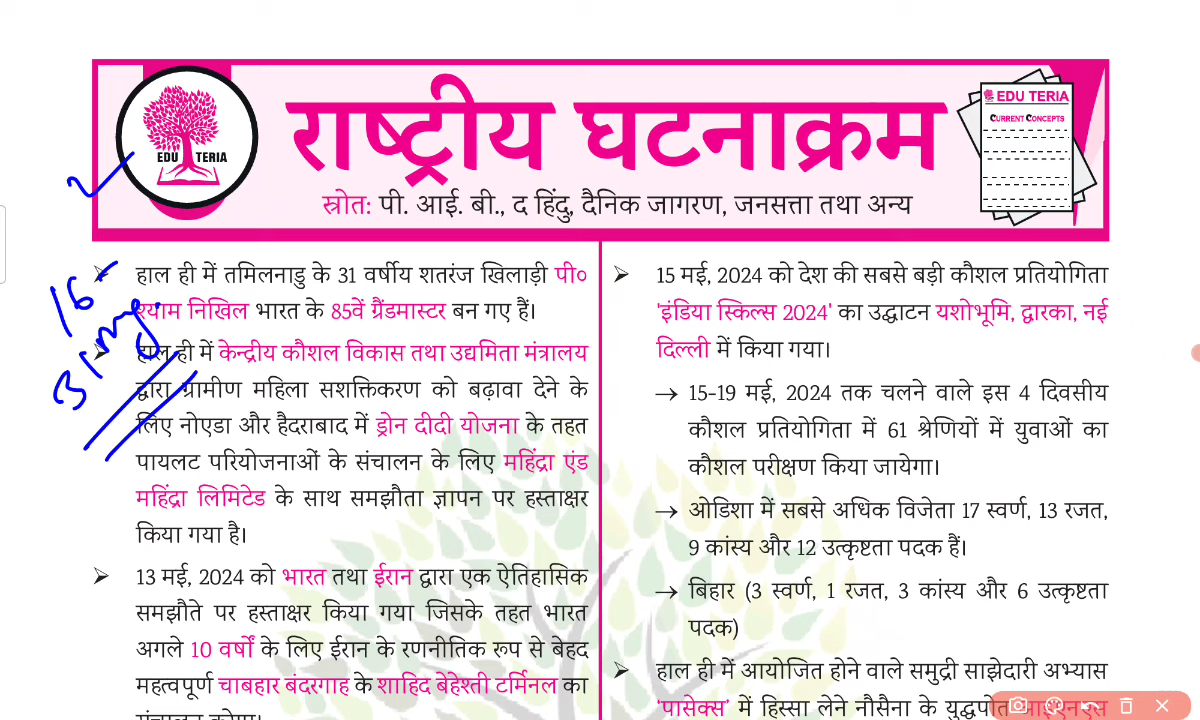 EDU TERIA
राष्ट्रीय घटनाक्रम
स्रोत: पी. आई. बी., द हिंदु, दैनिक जागरण, जनसत्ता तथा अन्य
EDU TERIA
CURRENT CONCEPTS
16-
31 may
➢ हाल ही में तमिलनाडु के 31 वर्षीय शतरंज खिलाड़ी पी०
श्याम निखिल भारत के 85वें ग्रैंडमास्टर बन गए हैं।
➢ हाल ही में केन्द्रीय कौशल विकास तथा उद्यमिता मंत्रालय
द्वारा ग्रामीण महिला सशक्तिकरण को बढ़ावा देने के
लिए नोएडा और हैदराबाद में ड्रोन दीदी योजना के तहत
पायलट परियोजनाओं के संचालन के लिए महिंद्रा एंड
महिंद्रा लिमिटेड के साथ समझौता ज्ञापन पर हस्ताक्षर
किया गया है।
➢ 13 मई, 2024 को भारत तथा ईरान द्वारा एक ऐतिहासिक
समझौते पर हस्ताक्षर किया गया जिसके तहत भारत
अगले 10 वर्षों के लिए ईरान के रणनीतिक रूप से बेहद
महत्वपूर्ण चाबहार बंदरगाह के शाहिद बेहेश्ती टर्मिनल का
संचालन करेगा।
➢ 15 मई, 2024 को देश की सबसे बड़ी कौशल प्रतियोगिता
'इंडिया स्किल्स 2024' का उद्घाटन यशोभूमि, द्वारका, नई
दिल्ली में किया गया।
→ 15-19 मई, 2024 तक चलने वाले इस 4 दिवसीय
कौशल प्रतियोगिता में 61 श्रेणियों में युवाओं का
कौशल परीक्षण किया जायेगा।
→ ओडिशा में सबसे अधिक विजेता 17 स्वर्ण, 13 रजत,
9 कांस्य और 12 उत्कृष्टता पदक हैं।
→ बिहार (3 स्वर्ण, 1 रजत, 3 कांस्य और 6 उत्कृष्टता
पदक)
➢ हाल ही में आयोजित होने वाले समुद्री साझेदारी अभ्यास
'पासेक्स' में हिस्सा लेने नौसैना के युद्धपोत आईएनएस